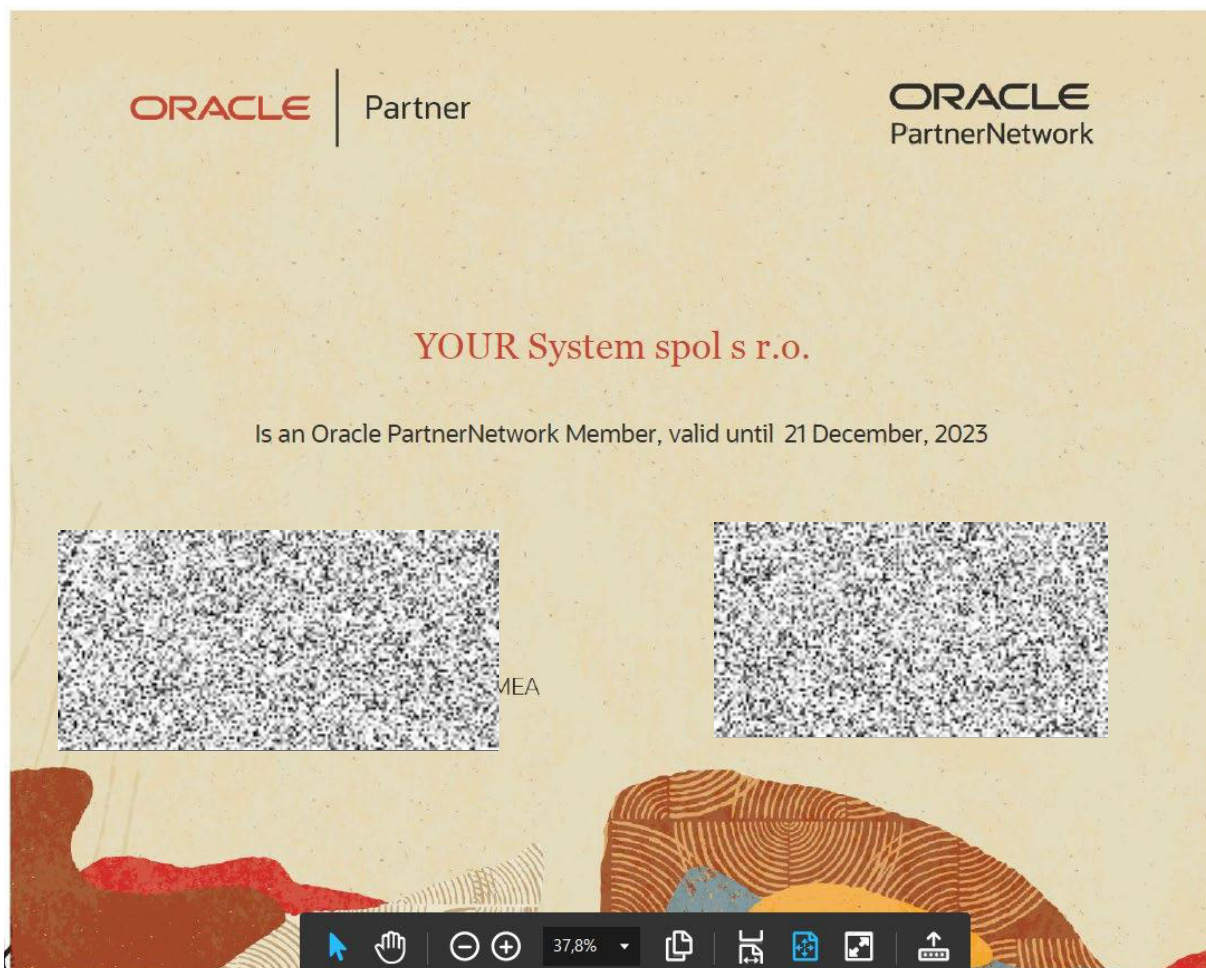 ORACLE | Partner
ORACLE
PartnerNetwork
YOUR System spol s r.o.
Is an Oracle PartnerNetwork Member, valid until 21 December, 2023
37,8%